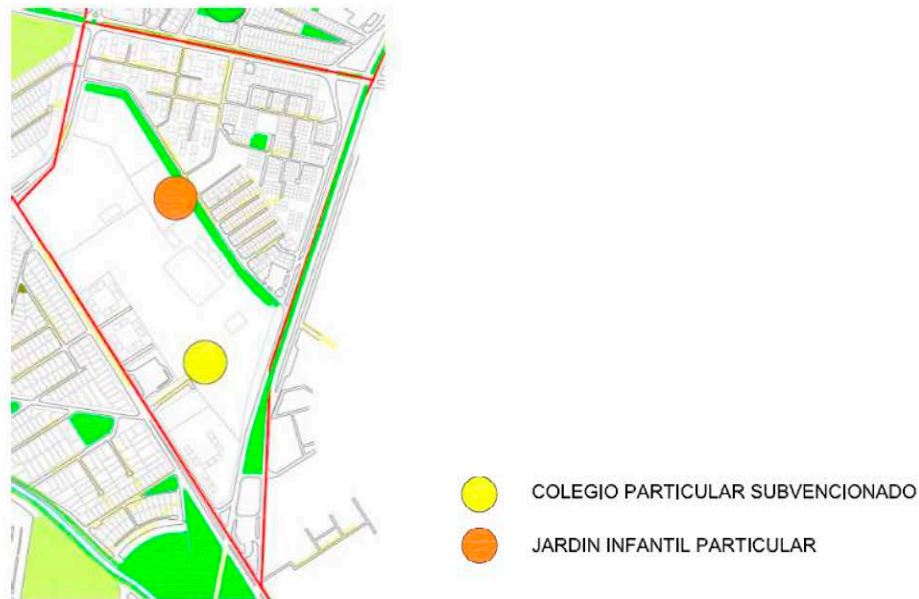 COLEGIO PARTICULAR SUBVENCIONADO
JARDIN INFANTIL PARTICULAR